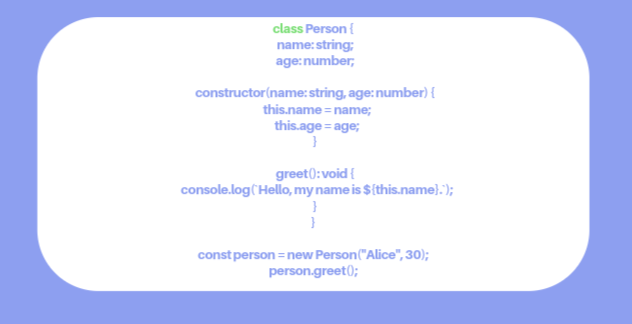 class Person {
name: string;
age: number;
constructor(name: string, age: number) {
this.name = name;
this.age = age;
}
greet(): void {
console.log(`Hello, my name is ${this.name}.`);
}
}
const person = new Person("Alice", 30);
person.greet();